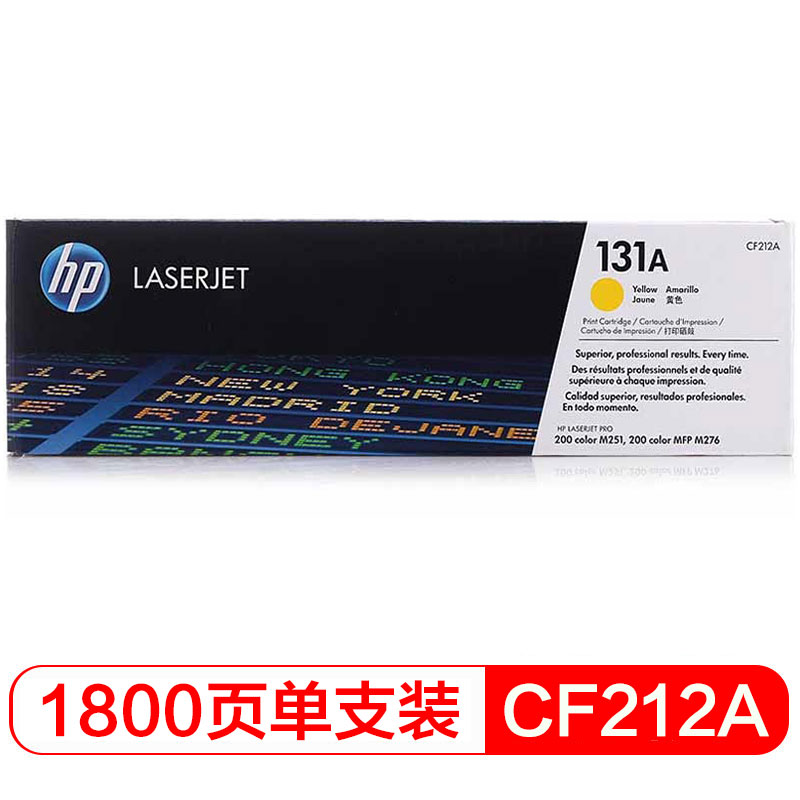 hp LASERJET
131A
CF212A
Yellow Amarillo
Jaune 黄色
Print Cartridge / Cartouche d'Impression /
Cartucho de Impresión / 打印硒鼓
Superior, professional results. Every time.
Des résultats professionnels et de qualité
supérieure à chaque impression.
Calidad superior, resultados profesionales.
En todo momento.
HP LASERJET PRO
200 color M251, 200 color MFP M276
HONG KONG
14 NEW YORK
MADRID
RIO DEJANE
SYDNEY
1800页单支装 CF212A